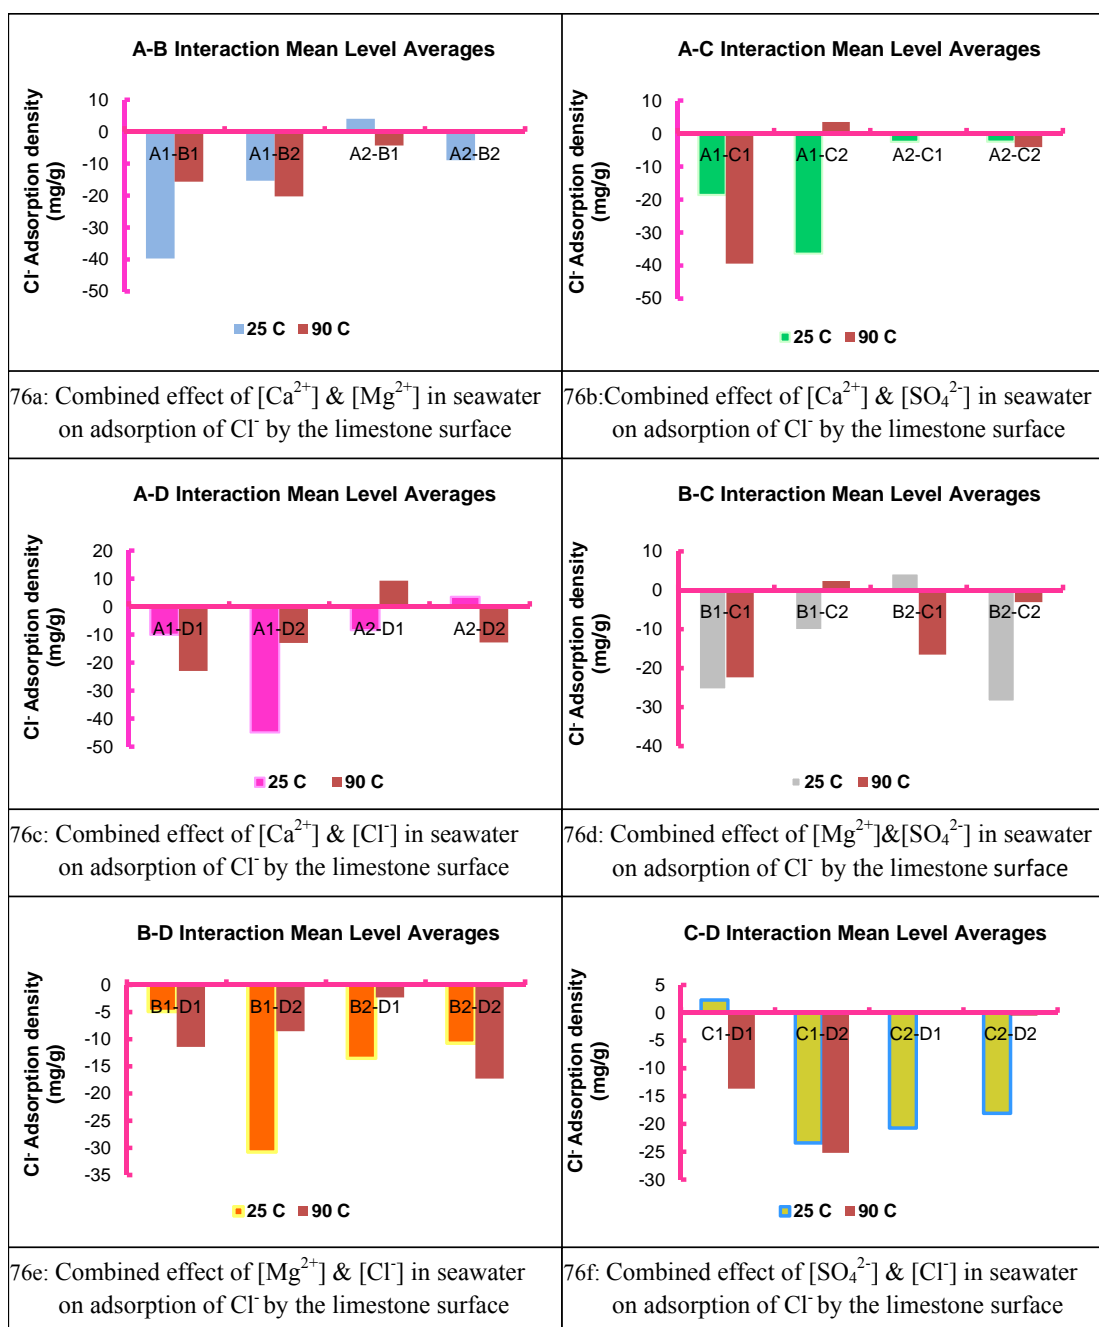 A-B Interaction Mean Level Averages
Cl⁻ Adsorption density
(mg/g)
10
0
-10
-20
-30
-40
-50
A1-B1
A1-B2
A2-B1
A2-B2
25 C
90 C
76a: Combined effect of [Ca²⁺] & [Mg²⁺] in seawater
on adsorption of Cl⁻ by the limestone surface
A-C Interaction Mean Level Averages
Cl⁻ Adsorption density
(mg/g)
10
0
-10
-20
-30
-40
-50
A1-C1
A1-C2
A2-C1
A2-C2
25 C
90 C
76b:Combined effect of [Ca²⁺] & [SO₄²⁻] in seawater
on adsorption of Cl⁻ by the limestone surface
A-D Interaction Mean Level Averages
Cl⁻ Adsorption density
(mg/g)
20
10
0
-10
-20
-30
-40
-50
A1-D1
A1-D2
A2-D1
A2-D2
25 C
90 C
76c: Combined effect of [Ca²⁺] & [Cl⁻] in seawater
on adsorption of Cl⁻ by the limestone surface
B-C Interaction Mean Level Averages
Cl⁻ Adsorption density
(mg/g)
10
0
-10
-20
-30
-40
B1-C1
B1-C2
B2-C1
B2-C2
25 C
90 C
76d: Combined effect of [Mg²⁺]&[SO₄²⁻] in seawater
on adsorption of Cl⁻ by the limestone surface
B-D Interaction Mean Level Averages
Cl⁻ Adsorption density
(mg/g)
0
-5
-10
-15
-20
-25
-30
-35
B1-D1
B1-D2
B2-D1
B2-D2
25 C
90 C
76e: Combined effect of [Mg²⁺] & [Cl⁻] in seawater
on adsorption of Cl⁻ by the limestone surface
C-D Interaction Mean Level Averages
Cl⁻ Adsorption density
(mg/g)
5
0
-5
-10
-15
-20
-25
-30
C1-D1
C1-D2
C2-D1
C2-D2
25 C
90 C
76f: Combined effect of [SO₄²⁻] & [Cl⁻] in seawater
on adsorption of Cl⁻ by the limestone surface